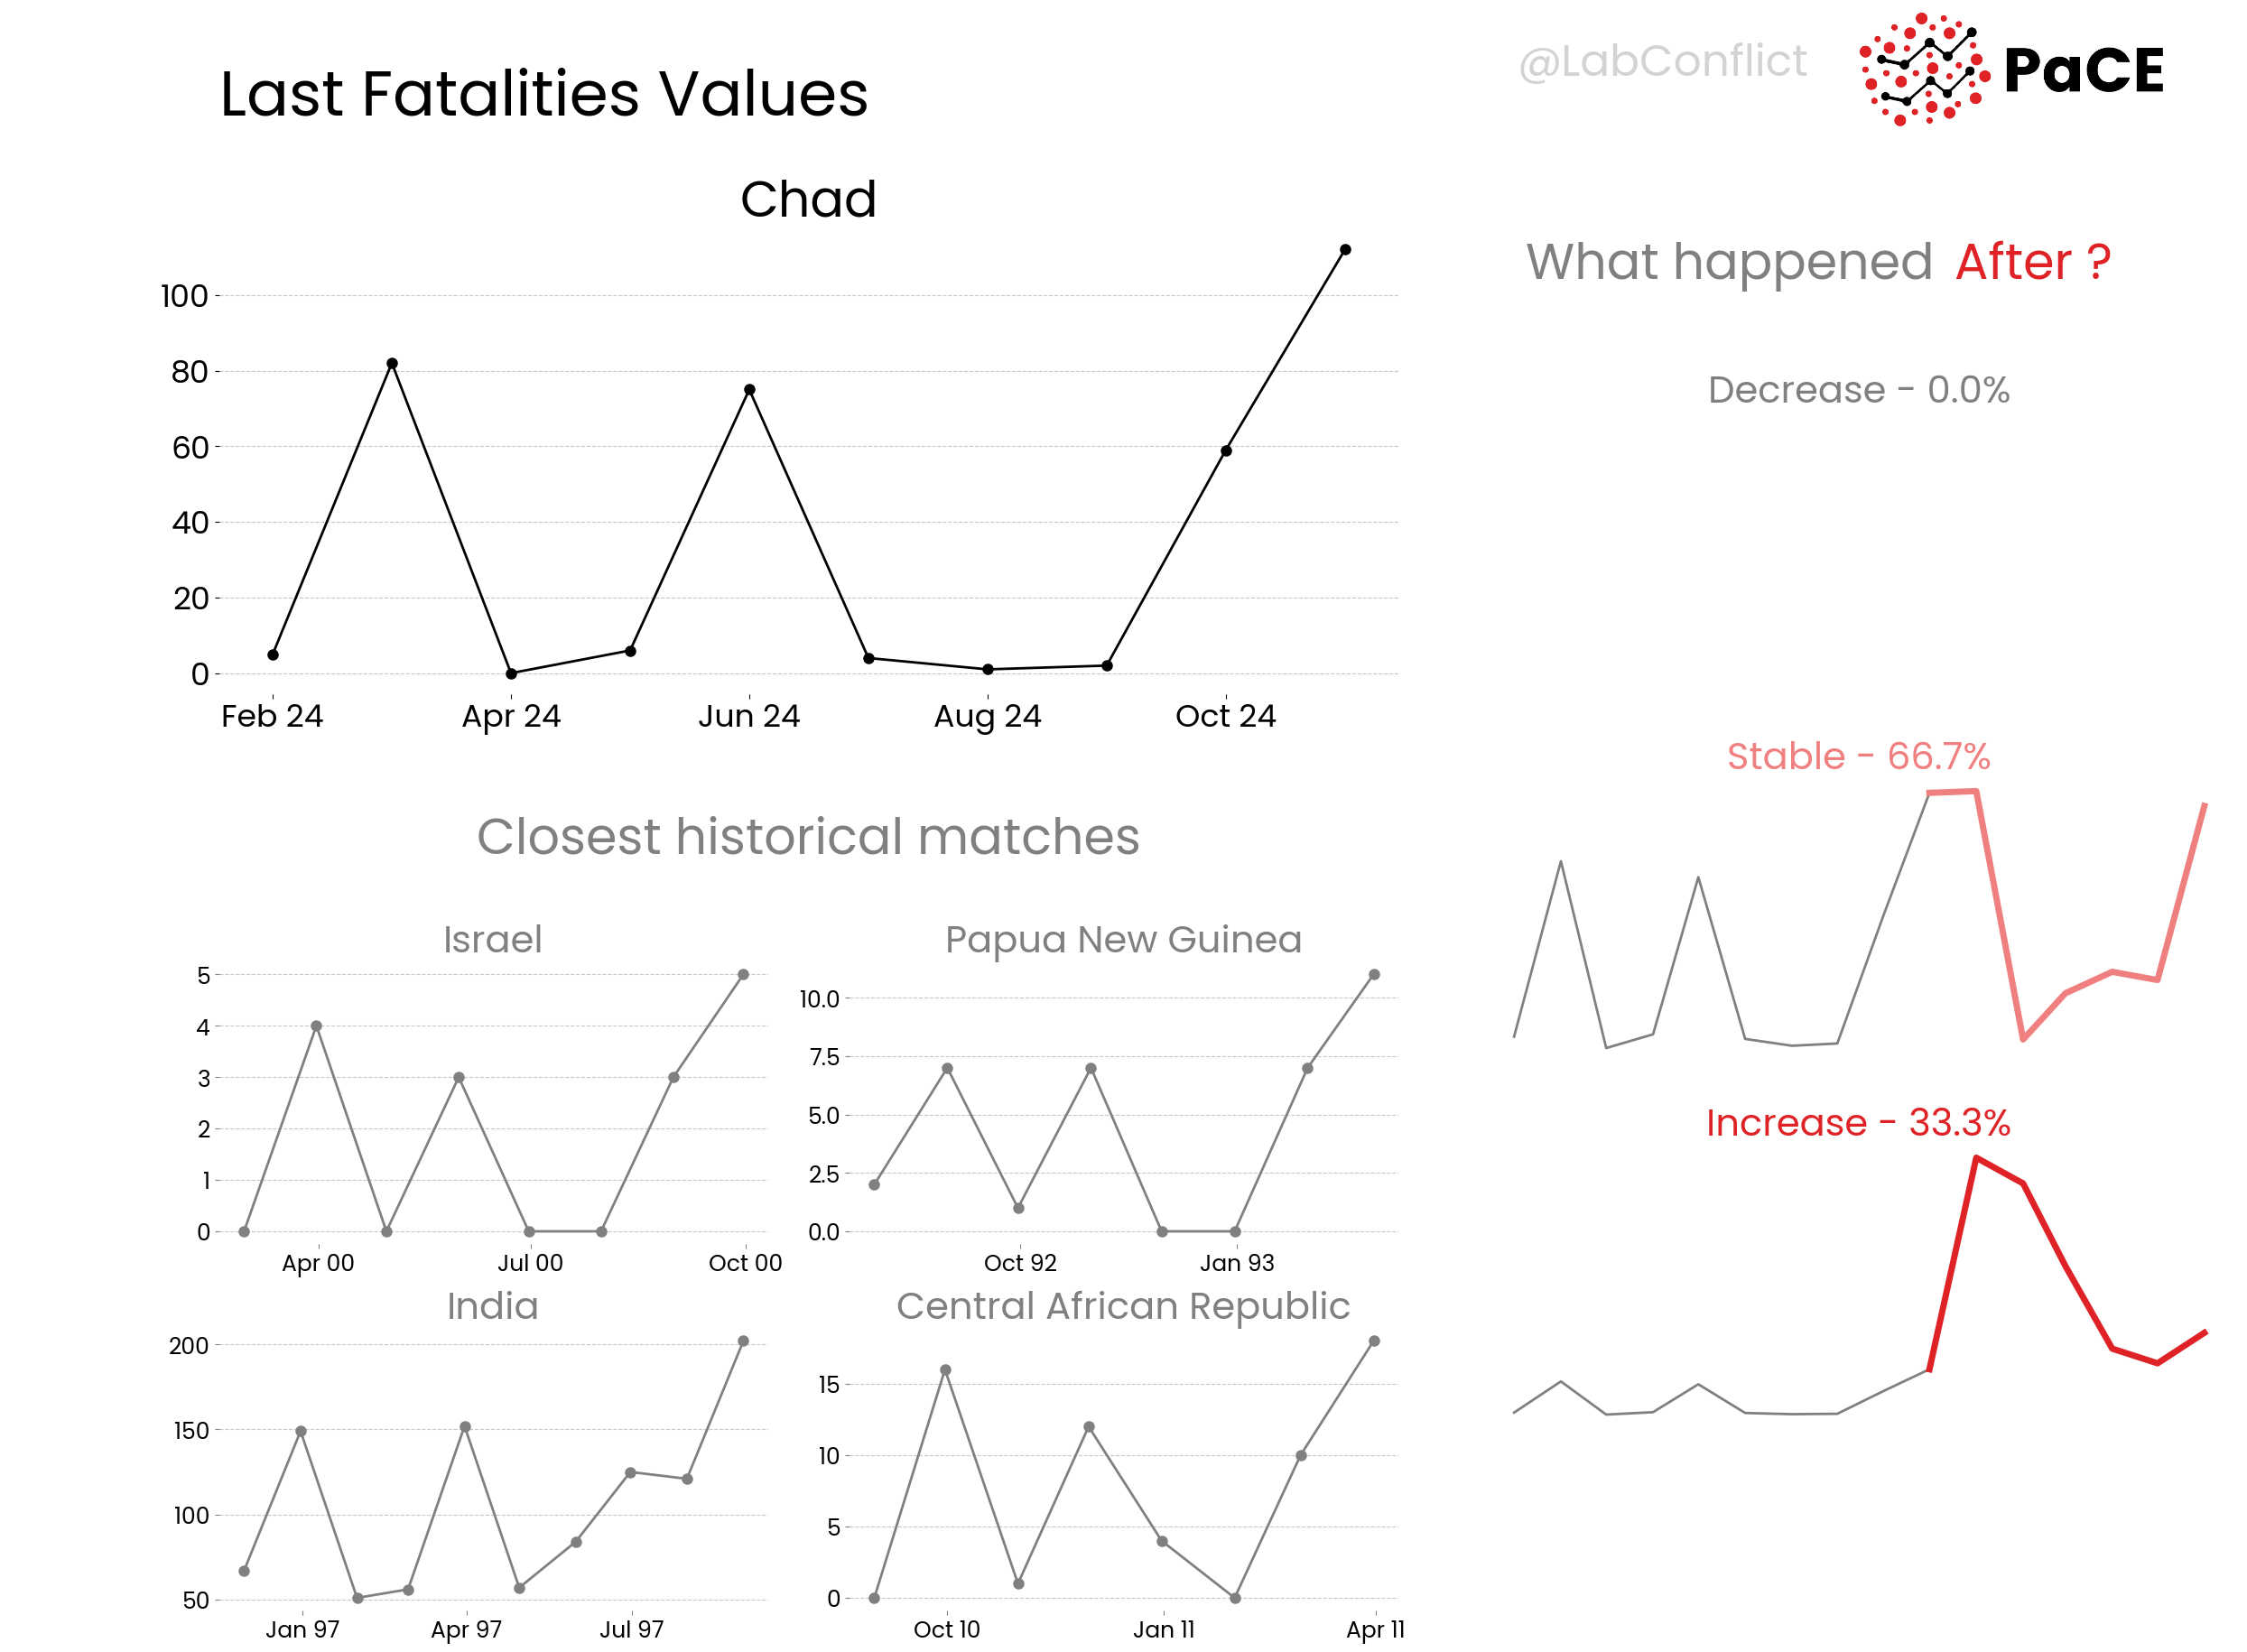 @LabConflict
PaCE
Last Fatalities Values
Chad
100
80
60
40
20
0
Feb 24 Apr 24 Jun 24 Aug 24 Oct 24
What happened After ?
Decrease - 0.0%
Stable - 66.7%
Increase - 33.3%
Closest historical matches
Israel
5
4
3
2
1
0
Apr 00 Jul 00 Oct 00
Papua New Guinea
10.0
7.5
5.0
2.5
0.0
Oct 92 Jan 93
India
200
150
100
50
Jan 97 Apr 97 Jul 97
Central African Republic
15
10
5
0
Oct 10 Jan 11 Apr 11